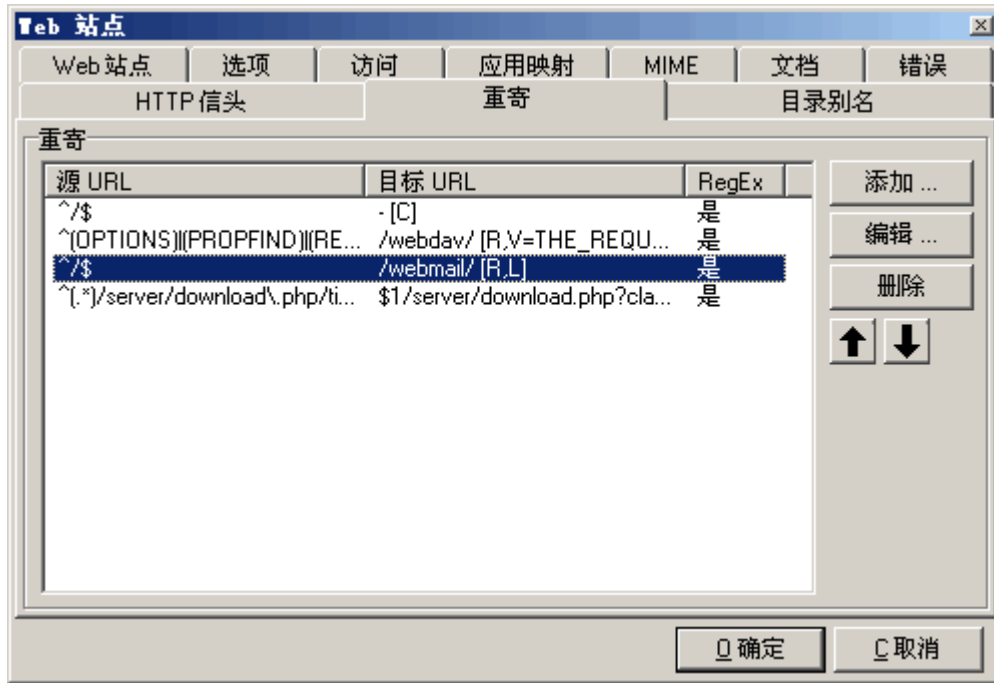 Web 站点
Web 站点 选项 访问 应用映射 MIME 文档 错误
HTTP 信头 重寄 目录别名
重寄
源 URL 目标 URL RegEx
^/$ - [C] 是
^(OPTIONS)|(PROPFIND)|(RE... /webdav/ [R,V=THE_REQU... 是
^/$ /webmail/ [R,L] 是
^(.*)/server/download\.php/ti... $1/server/download.php?cla... 是
添加 ...
编辑 ...
删除
O 确定 C 取消